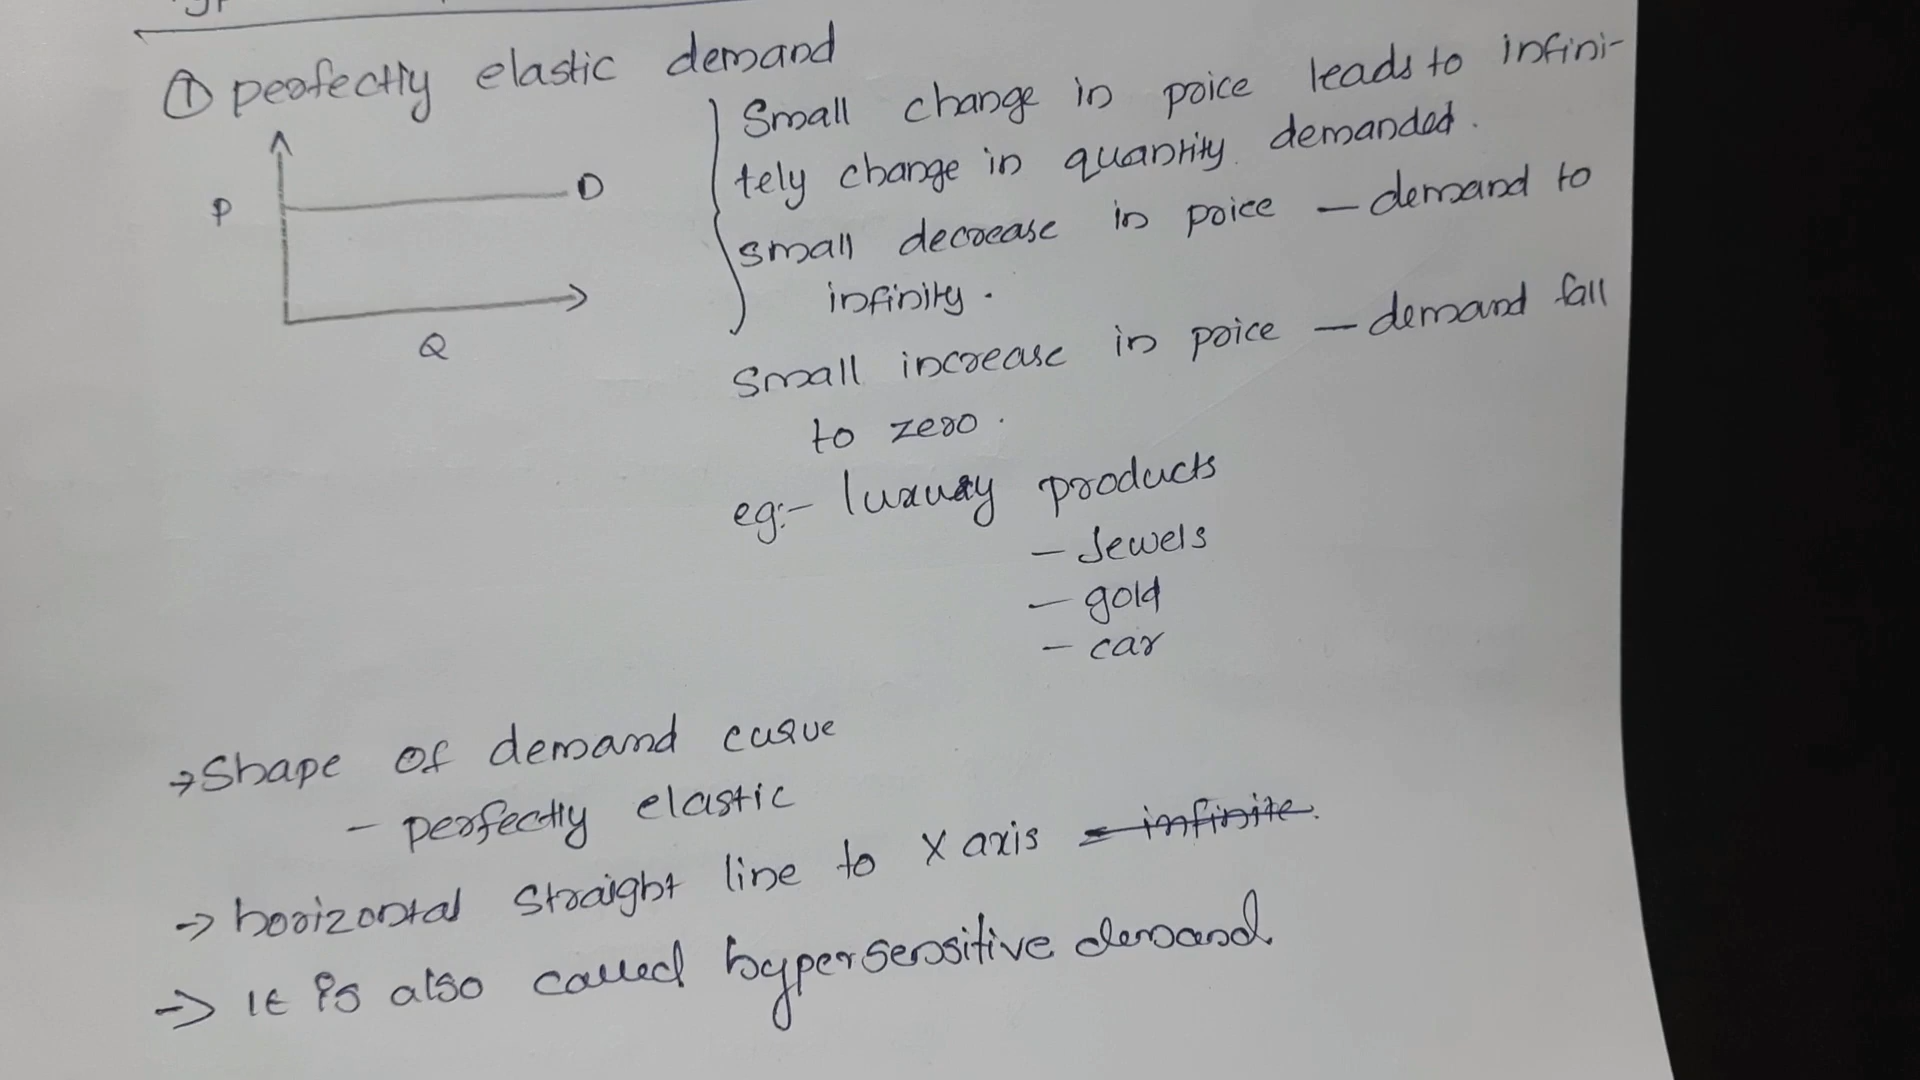 ① perfectly elastic demand
P
D
Q
Small change in price leads to infini-
tely change in quantity demanded.
small decrease in price — demand to
infinity.
Small increase in price — demand fall
to zero.
eg:- luxuary products
- Jewels
- gold
- car
→ Shape of demand curve
- perfectly elastic
→ horizontal straight line to X axis = infinite.
→ It is also called hypersensitive demand